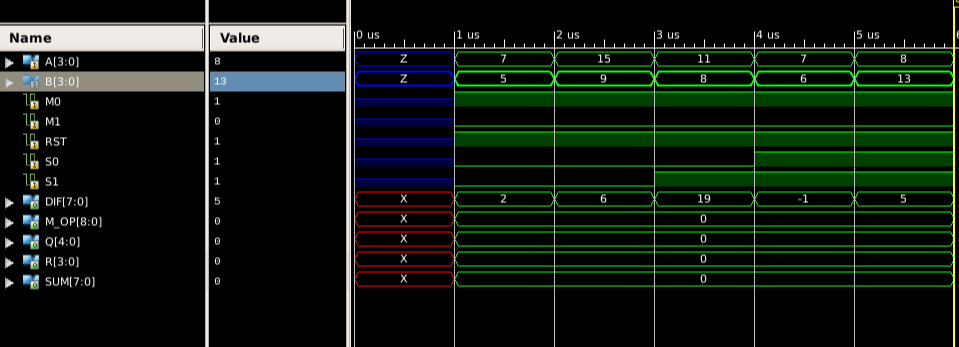 Name Value 0 us 1 us 2 us 3 us 4 us 5 us 6
A[3:0] 8 Z 7 15 11 7 8
B[3:0] 13 Z 5 9 8 6 13
M0 1
M1 0
RST 1
S0 1
S1 1
DIF[7:0] 5 X 2 6 19 -1 5
M_OP[8:0] 0 X 0
Q[4:0] 0 X 0
R[3:0] 0 X 0
SUM[7:0] 0 X 0